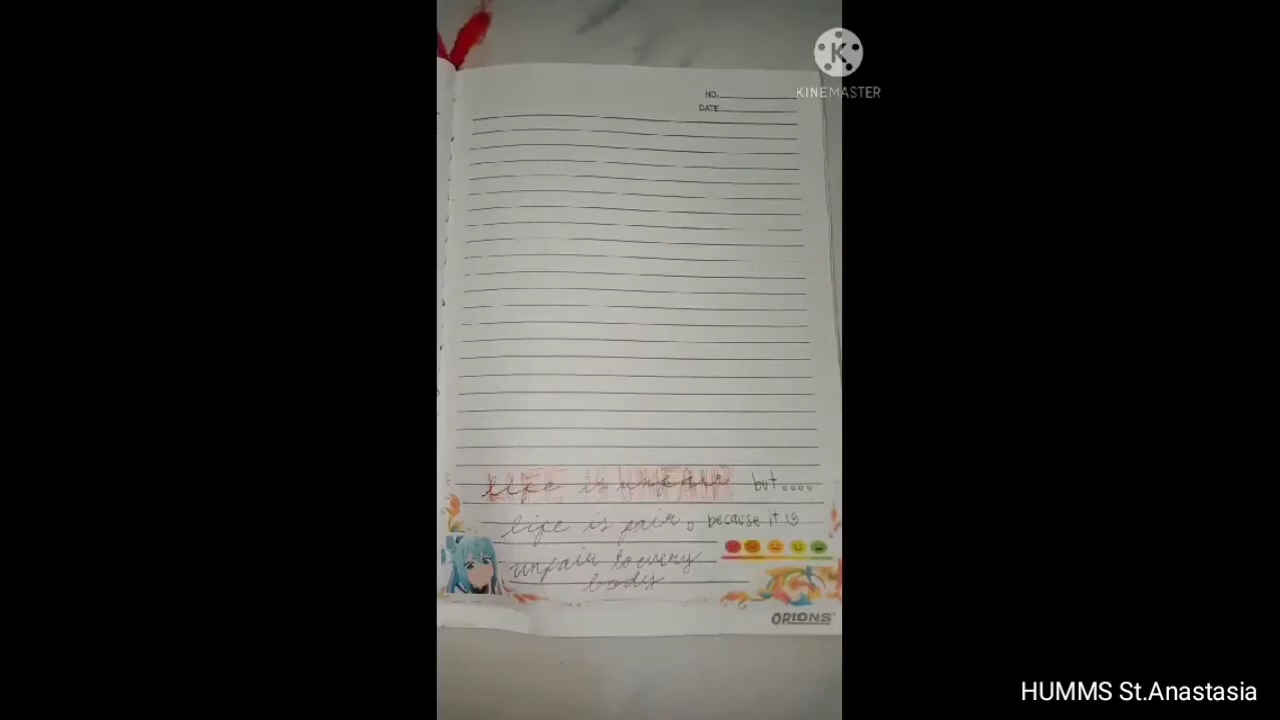 KINEMASTER
NO.
DATE
life is unfair but....
life is fair, because it is
unfair to every
body
ORIONS
HUMMS St.Anastasia